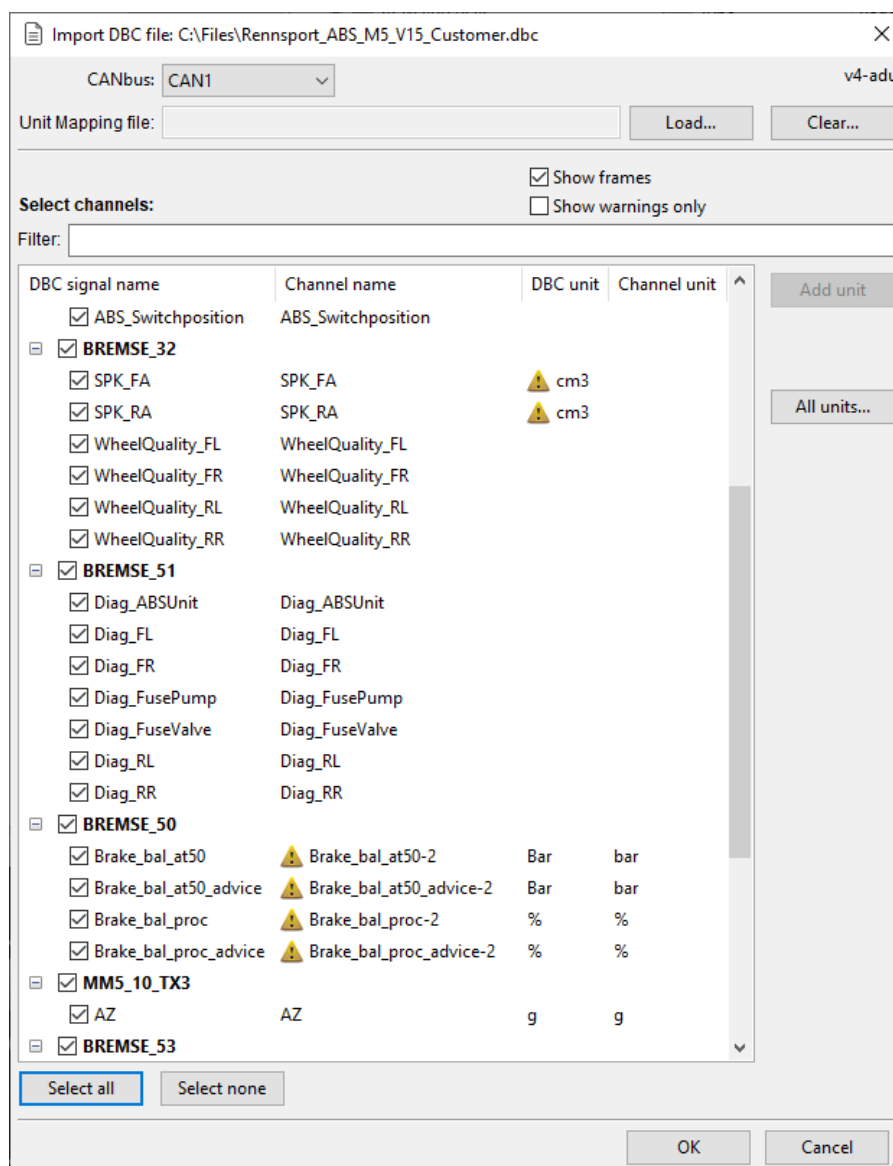 Import DBC file: C:\Files\Rennsport_ABS_M5_V15_Customer.dbc
CANbus: CAN1 v4-adu
Unit Mapping file: Load... Clear...
Show frames
Select channels: Show warnings only
Filter:
DBC signal name Channel name DBC unit Channel unit
Add unit
ABS_Switchposition ABS_Switchposition
BREMSE_32
SPK_FA SPK_FA cm3
SPK_RA SPK_RA cm3
All units...
WheelQuality_FL WheelQuality_FL
WheelQuality_FR WheelQuality_FR
WheelQuality_RL WheelQuality_RL
WheelQuality_RR WheelQuality_RR
BREMSE_51
Diag_ABSUnit Diag_ABSUnit
Diag_FL Diag_FL
Diag_FR Diag_FR
Diag_FusePump Diag_FusePump
Diag_FuseValve Diag_FuseValve
Diag_RL Diag_RL
Diag_RR Diag_RR
BREMSE_50
Brake_bal_at50 Brake_bal_at50-2 Bar bar
Brake_bal_at50_advice Brake_bal_at50_advice-2 Bar bar
Brake_bal_proc Brake_bal_proc-2 % %
Brake_bal_proc_advice Brake_bal_proc_advice-2 % %
MM5_10_TX3
AZ AZ g g
BREMSE_53
Select all Select none
OK Cancel